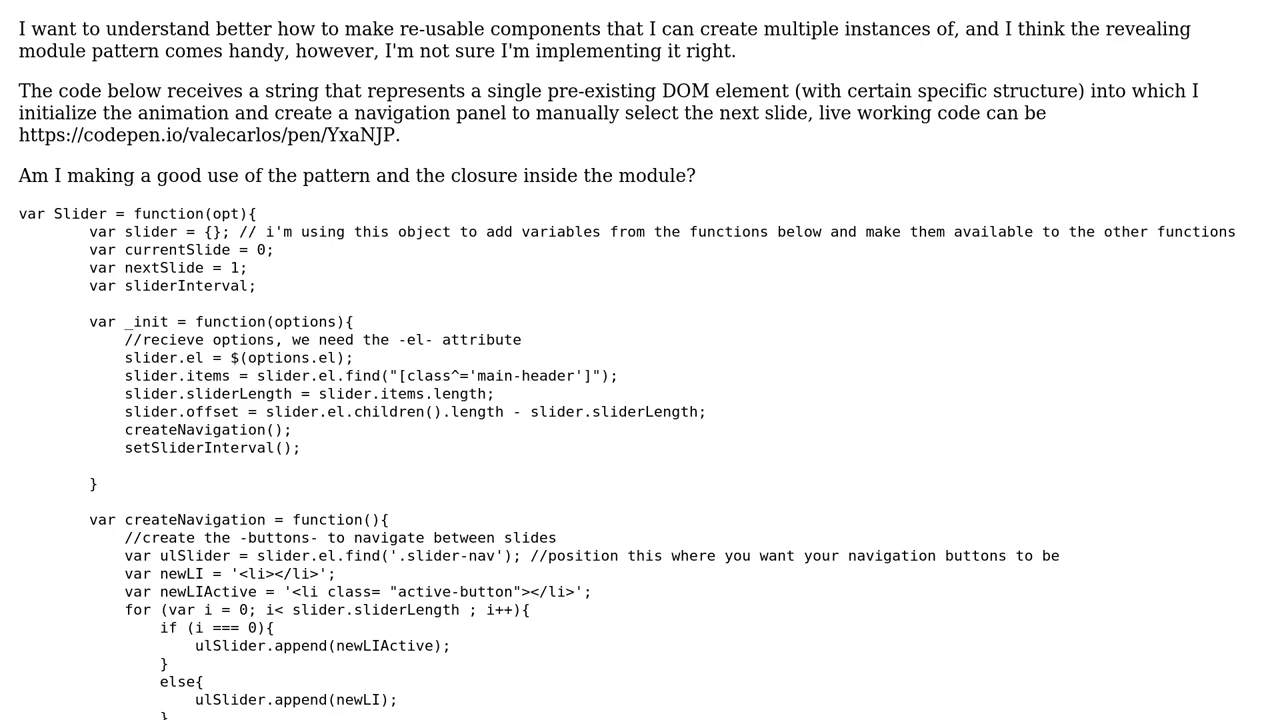 I want to understand better how to make re-usable components that I can create multiple instances of, and I think the revealing
module pattern comes handy, however, I'm not sure I'm implementing it right.
The code below receives a string that represents a single pre-existing DOM element (with certain specific structure) into which I
initialize the animation and create a navigation panel to manually select the next slide, live working code can be
https://codepen.io/valecarlos/pen/YxaNJP.
Am I making a good use of the pattern and the closure inside the module?
var Slider = function(opt){
        var slider = {}; // i'm using this object to add variables from the functions below and make them available to the other functions
        var currentSlide = 0;
        var nextSlide = 1;
        var sliderInterval;
        var _init = function(options){
            //recieve options, we need the -el- attribute
            slider.el = $(options.el);
            slider.items = slider.el.find("[class^='main-header']");
            slider.sliderLength = slider.items.length;
            slider.offset = slider.el.children().length - slider.sliderLength;
            createNavigation();
            setSliderInterval();
        }
        var createNavigation = function(){
            //create the -buttons- to navigate between slides
            var ulSlider = slider.el.find('.slider-nav'); //position this where you want your navigation buttons to be
            var newLI = '<li></li>';
            var newLIActive = '<li class= "active-button"></li>';
            for (var i = 0; i< slider.sliderLength ; i++){
                if (i === 0){
                    ulSlider.append(newLIActive);
                }
                else{
                    ulSlider.append(newLI);
                }